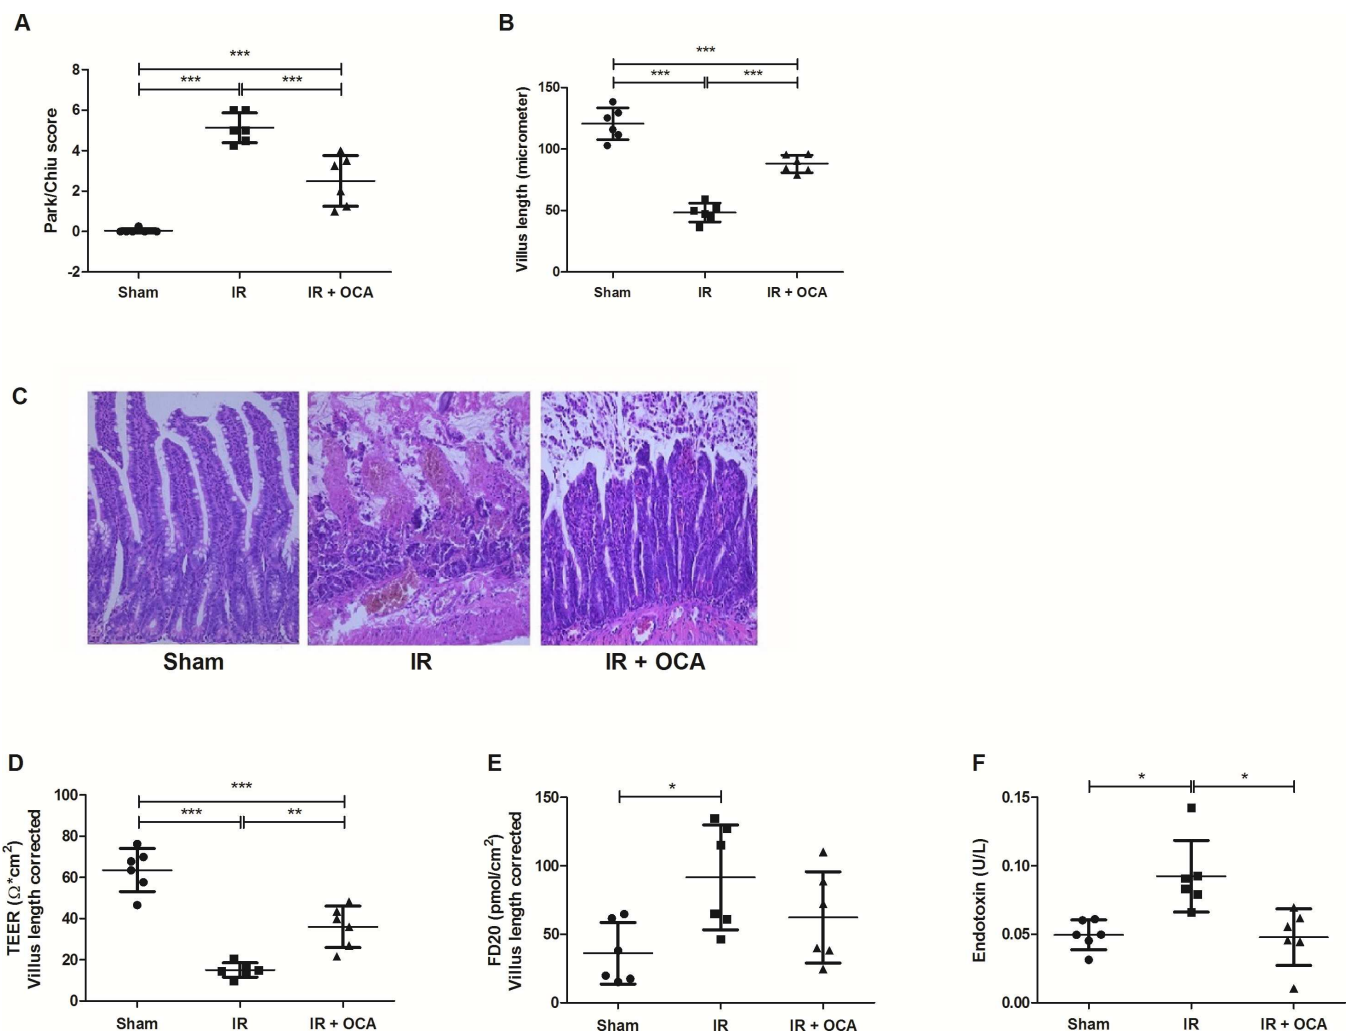 A
Park/Chiu score
8
6
4
2
0
-2
***
***
***
Sham
IR
IR + OCA
B
Villus length (micrometer)
150
100
50
0
***
***
***
Sham
IR
IR + OCA
C
Sham
IR
IR + OCA
D
TEER (Ω*cm²)
Villus length corrected
100
80
60
40
20
0
***
***
**
Sham
IR
IR + OCA
E
FD20 (pmol/cm²)
Villus length corrected
150
100
50
0
*
Sham
IR
IR + OCA
F
Endotoxin (U/L)
0.15
0.10
0.05
0.00
*
*
Sham
IR
IR + OCA